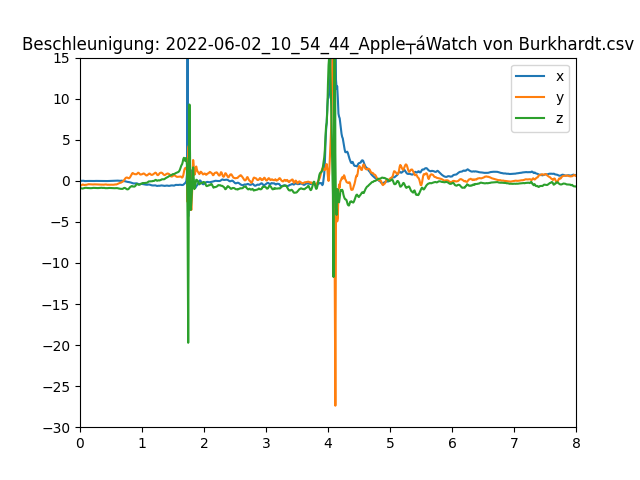 Beschleunigung: 2022-06-02_10_54_44_Apple┬áWatch von Burkhardt.csv
15
10
5
0
−5
−10
−15
−20
−25
−30
0 1 2 3 4 5 6 7 8
x
y
z